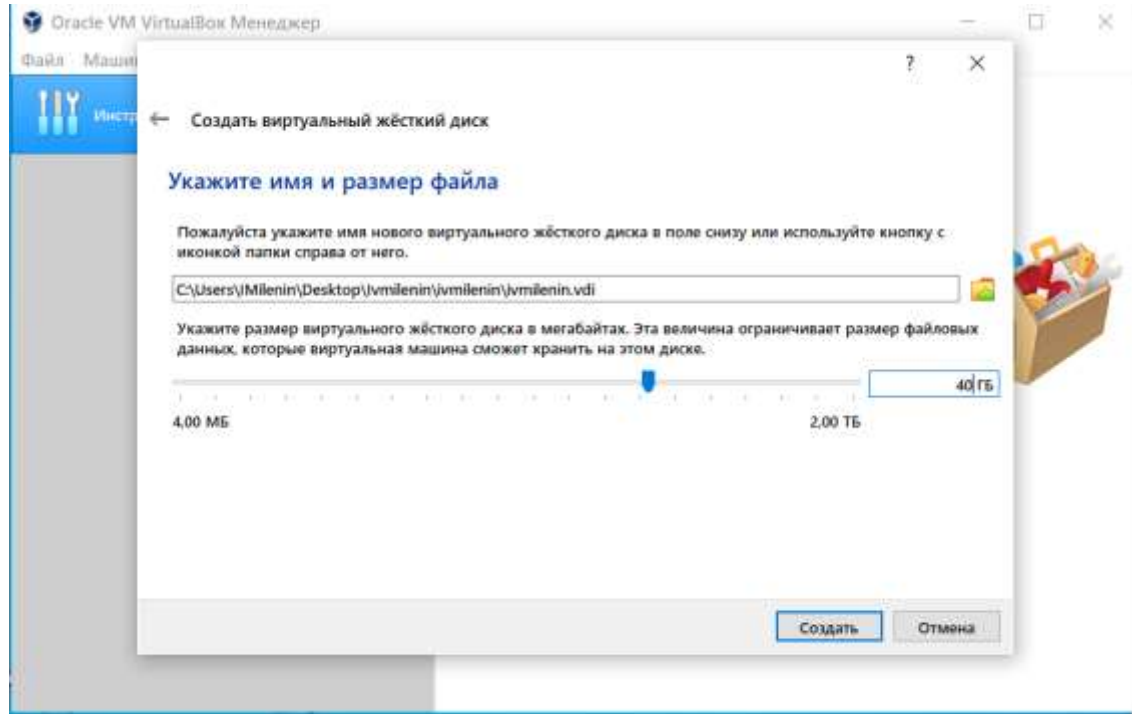 Oracle VM VirtualBox Менеджер
Файл Маши
Инстр
Создать виртуальный жёсткий диск
Укажите имя и размер файла
Пожалуйста укажите имя нового виртуального жёсткого диска в поле снизу или используйте кнопку с
иконкой папки справа от него.
C:\Users\JMilenin\Desktop\Jvmilenin\jvmilenin\jvmilenin.vdi
Укажите размер виртуального жёсткого диска в мегабайтах. Эта величина ограничивает размер файловых
данных, которые виртуальная машина сможет хранить на этом диске.
40 ГБ
4,00 МБ 2,00 ТБ
Создать Отмена